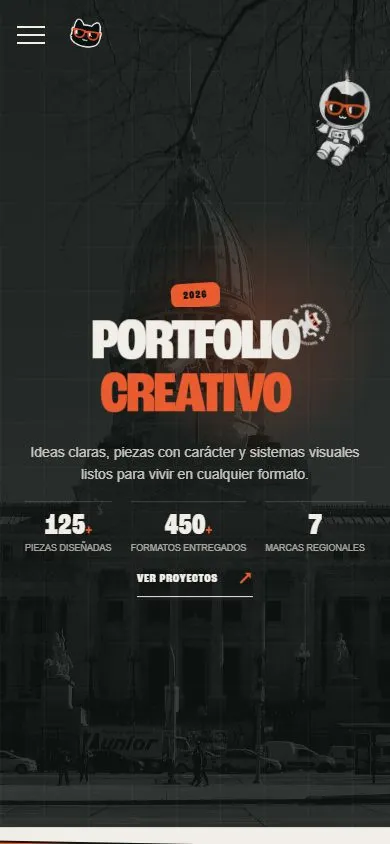 2026
PORTFOLIO
CREATIVO
Ideas claras, piezas con carácter y sistemas visuales
listos para vivir en cualquier formato.
125+ 450+ 7
PIEZAS DISEÑADAS FORMATOS ENTREGADOS MARCAS REGIONALES
VER PROYECTOS ↗
Aunior